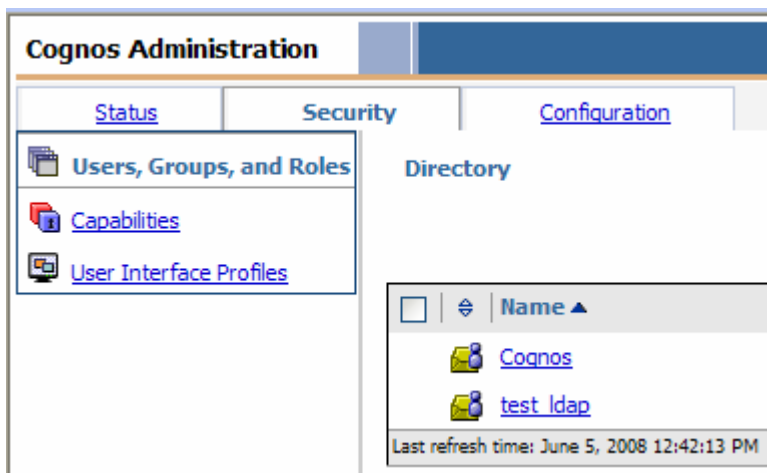 Cognos Administration
Status Security Configuration
Users, Groups, and Roles
Capabilities
User Interface Profiles
Directory
Name
Cognos
test_ldap
Last refresh time: June 5, 2008 12:42:13 PM